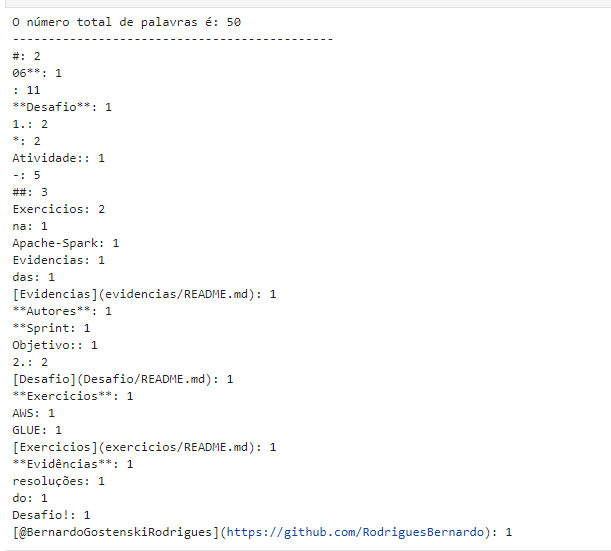 O número total de palavras é: 50
---------------------------------------------
#: 2
06**: 1
: 11
**Desafio**: 1
1.: 2
*: 2
Atividade:: 1
-: 5
##: 3
Exercicios: 2
na: 1
Apache-Spark: 1
Evidencias: 1
das: 1
[Evidencias](evidencias/README.md): 1
**Autores**: 1
**Sprint: 1
Objetivo:: 1
2.: 2
[Desafio](Desafio/README.md): 1
**Exercicios**: 1
AWS: 1
GLUE: 1
[Exercicios](exercicios/README.md): 1
**Evidências**: 1
resoluções: 1
do: 1
Desafio!: 1
[@BernardoGostenskiRodrigues](https://github.com/RodriguesBernardo): 1